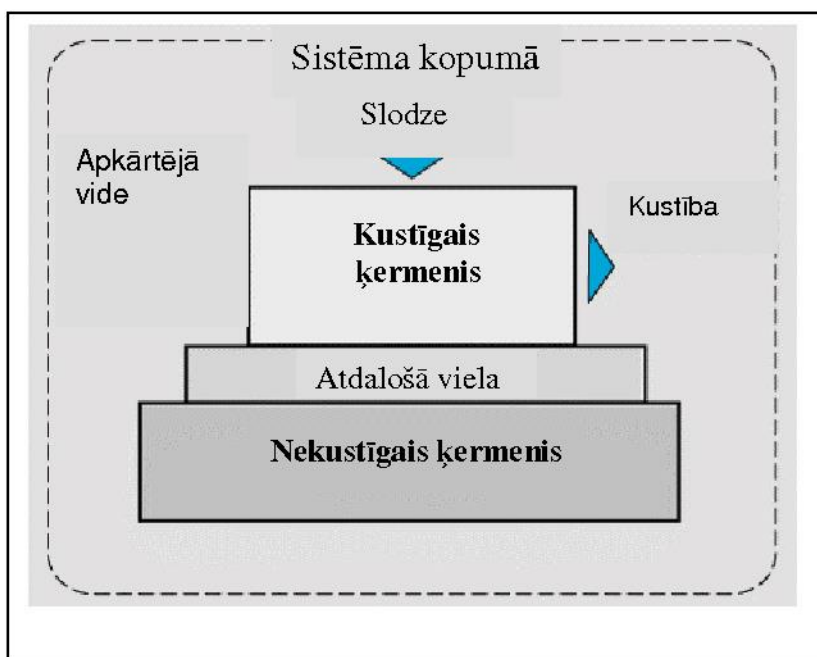 Sistēma kopumā
Slodze
Apkārtējā
vide
Kustība
Kustīgais
ķermenis
Atdalošā viela
Nekustīgais ķermenis